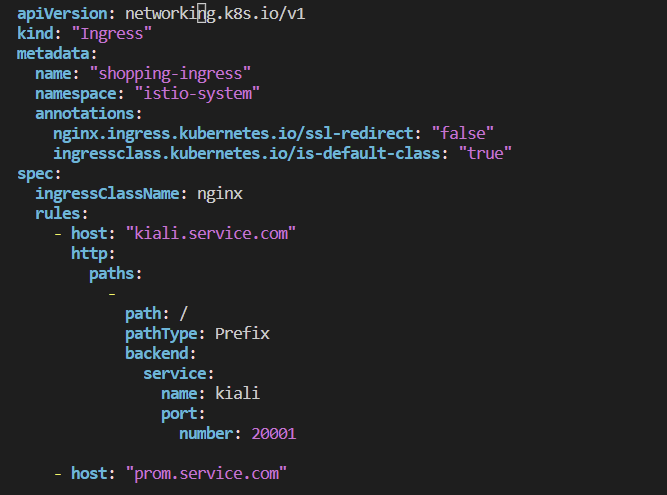 apiVersion: networking.k8s.io/v1
kind: "Ingress"
metadata:
  name: "shopping-ingress"
  namespace: "istio-system"
  annotations:
    nginx.ingress.kubernetes.io/ssl-redirect: "false"
    ingressclass.kubernetes.io/is-default-class: "true"
spec:
  ingressClassName: nginx
  rules:
    - host: "kiali.service.com"
      http:
        paths:
          -
            path: /
            pathType: Prefix
            backend:
              service:
                name: kiali
                port:
                  number: 20001
    - host: "prom.service.com"